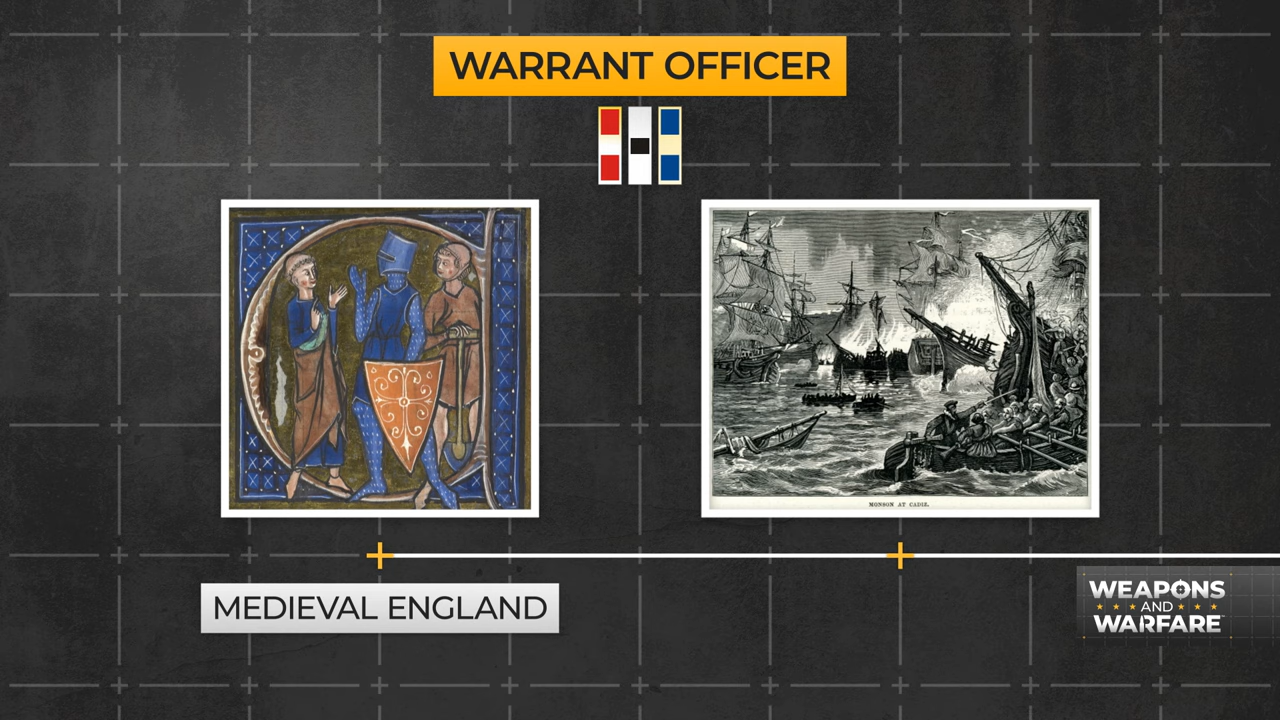 WARRANT OFFICER
MONSON AT CADIZ.
MEDIEVAL ENGLAND
WEAPONS
AND
WARFARE